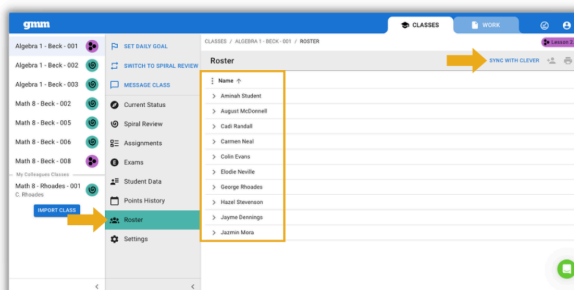 gmm
CLASSES
WORK
Algebra 1 - Beck - 001
Algebra 1 - Beck - 002
Algebra 1 - Beck - 003
Math 8 - Beck - 002
Math 8 - Beck - 005
Math 8 - Beck - 006
Math 8 - Beck - 008
My Colleagues Classes
Math 8 - Rhoades - 001
C. Rhoades
IMPORT CLASS
SET DAILY GOAL
SWITCH TO SPIRAL REVIEW
MESSAGE CLASS
Current Status
Spiral Review
Assignments
Exams
Student Data
Points History
Roster
Settings
CLASSES / ALGEBRA 1 - BECK - 001 / ROSTER
Lesson 2
Roster
SYNC WITH CLEVER
Name
Aminah Student
August McDonnell
Cadi Randall
Carmen Neal
Colin Evans
Elodie Neville
George Rhoades
Hazel Stevenson
Jayme Gennings
Jazmin Mora